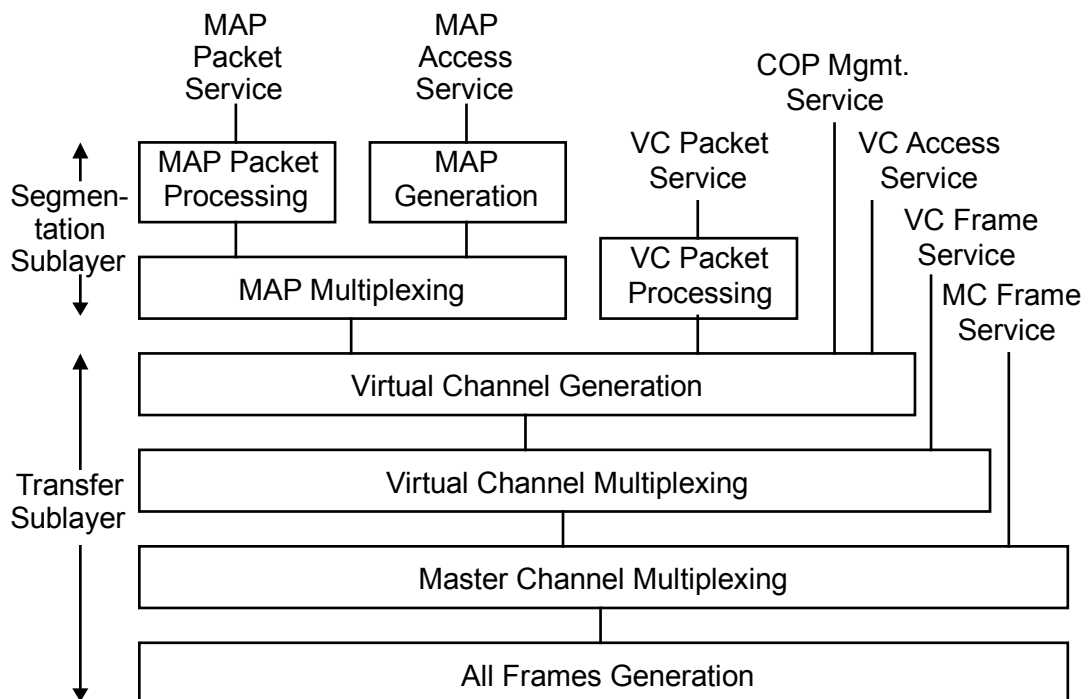 MAP
Packet
Service
MAP
Access
Service
COP Mgmt.
Service
VC Packet
Service
VC Access
Service
VC Frame
Service
MC Frame
Service
Segmen-
tation
Sublayer
MAP Packet
Processing
MAP
Generation
VC Packet
Processing
MAP Multiplexing
Virtual Channel Generation
Transfer
Sublayer
Virtual Channel Multiplexing
Master Channel Multiplexing
All Frames Generation